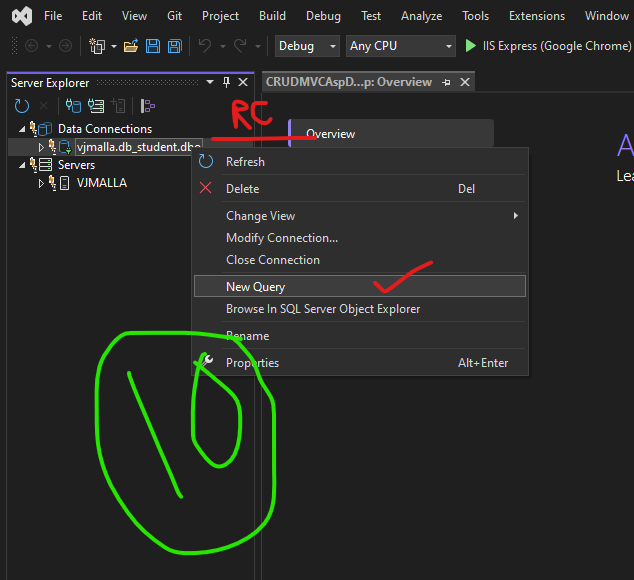 File Edit View Git Project Build Debug Test Analyze Tools Extensions Window
Debug Any CPU IIS Express (Google Chrome)
Server Explorer
CRUDMVCAspD...p: Overview
RC
Data Connections
Overview
vjmalla.db_student.dbo
Servers
VJMALLA
Refresh
Delete Del
Change View
Modify Connection...
Close Connection
New Query
Browse In SQL Server Object Explorer
Rename
Properties Alt+Enter
A
Lea
10